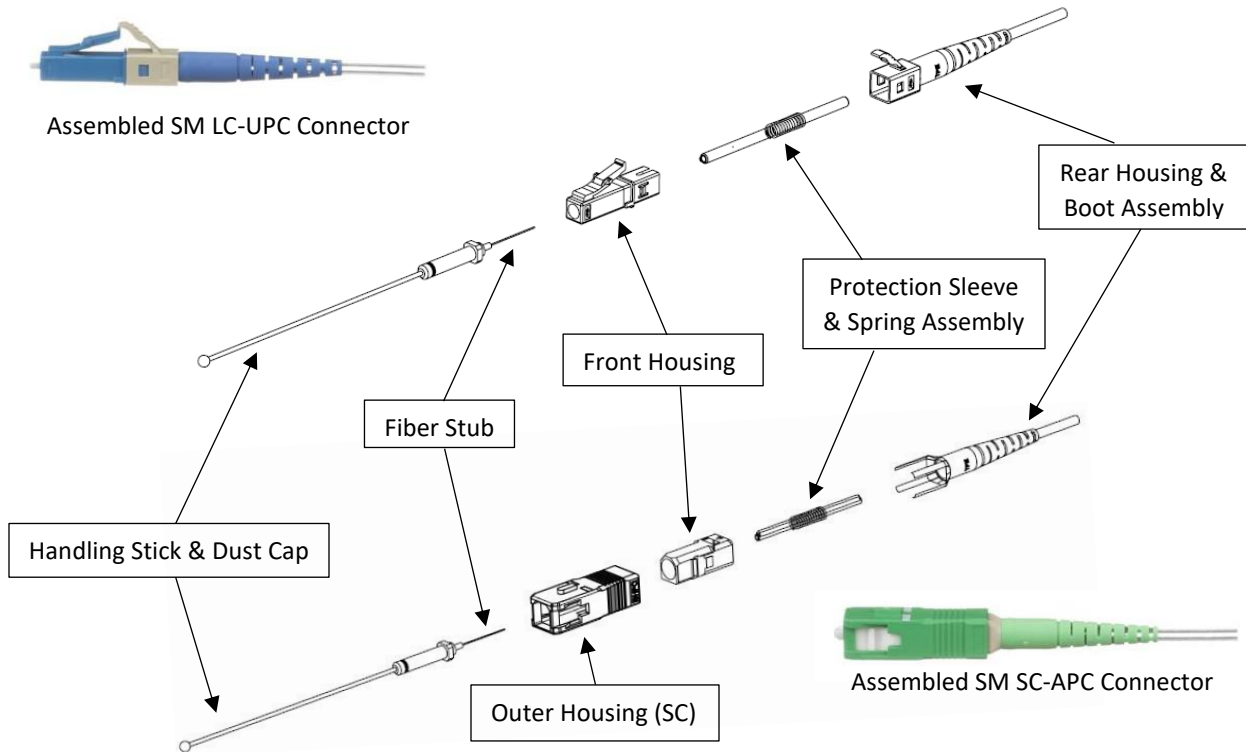 Assembled SM LC-UPC Connector
Rear Housing &
Boot Assembly
Protection Sleeve
& Spring Assembly
Front Housing
Fiber Stub
Handling Stick & Dust Cap
Outer Housing (SC)
Assembled SM SC-APC Connector